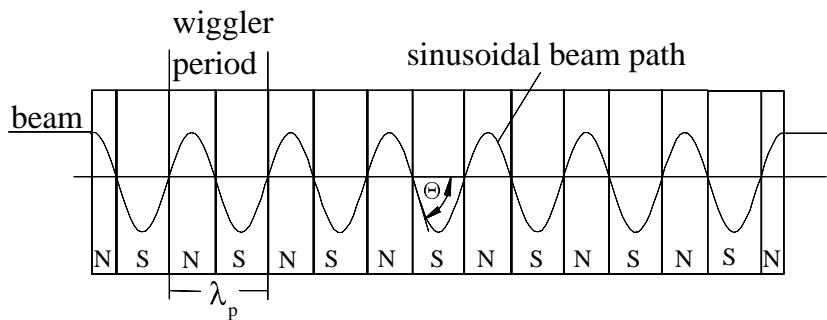 wiggler
period
sinusoidal beam path
beam
Θ
N S N S N S N S N S N S N S N
λp